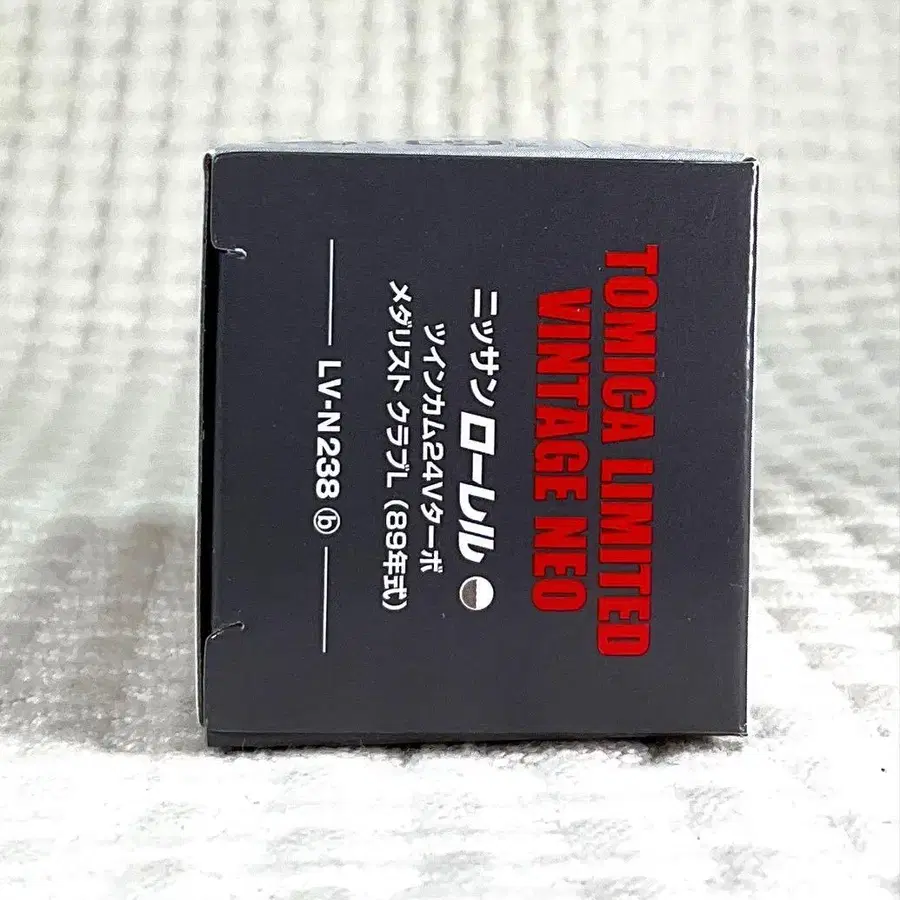 TOMICA LIMITED
VINTAGE NEO
ニッサン ローレル
ツインカム24Vターボ
メダリスト クラブL (89年式)
LV-N238 ⓑ